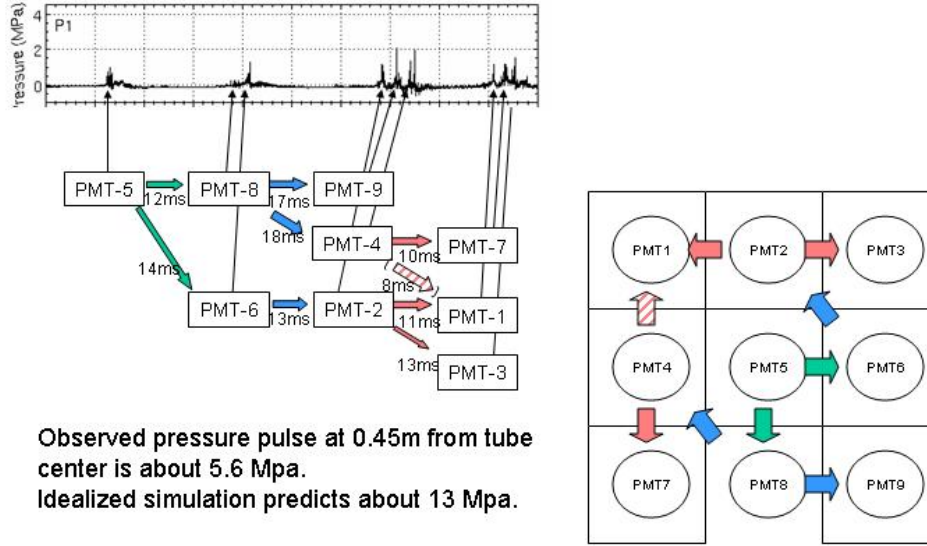 4
P1
2
0
ressure {MPa}
PMT-5
12ms
PMT-8
17ms
PMT-9
18ms
PMT-4
10ms
PMT-7
14ms
8ms
PMT-6
13ms
PMT-2
11ms
PMT-1
13ms
PMT-3
Observed pressure pulse at 0.45m from tube
center is about 5.6 Mpa.
Idealized simulation predicts about 13 Mpa.
PMT1 PMT2 PMT3
PMT4 PMT5 PMT6
PMT7 PMT8 PMT9